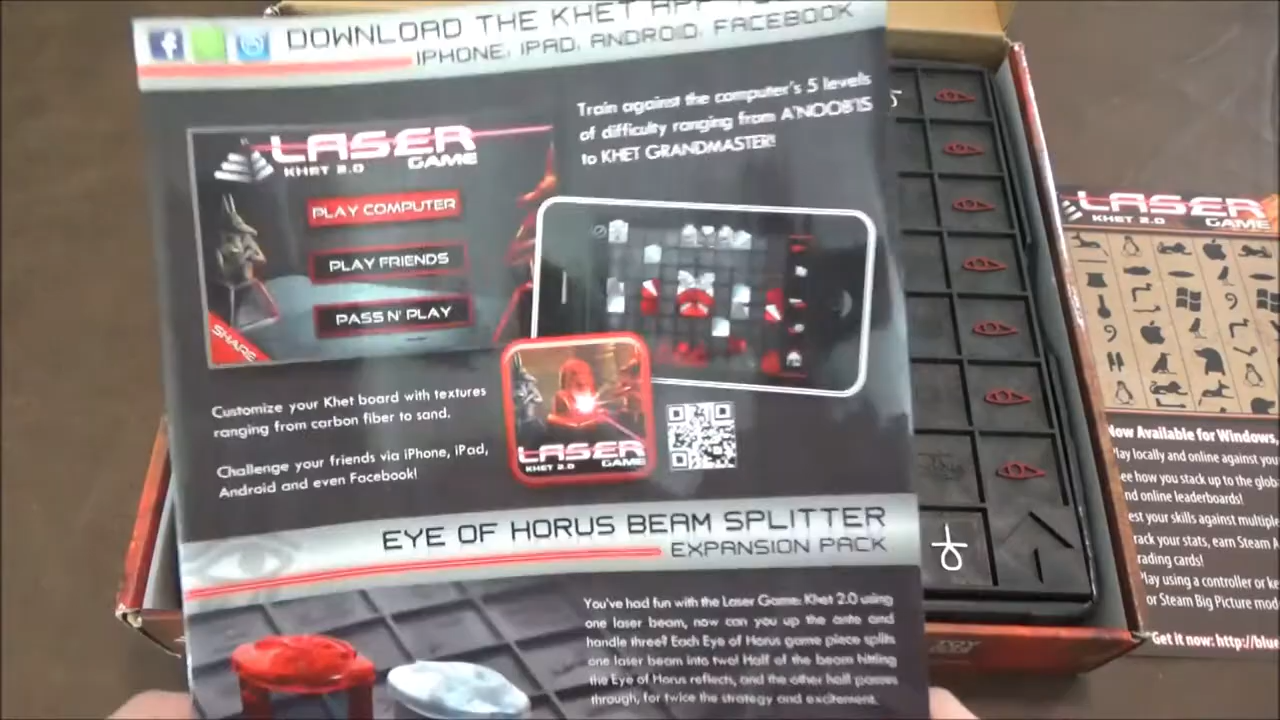 DOWNLOAD THE KHET APP
IPHONE, IPAD, ANDROID, FACEBOOK
Train against the computer's 5 levels
of difficulty ranging from A'NOOB'IS
to KHET GRANDMASTER!
LASER
KHET 2.0 GAME
PLAY COMPUTER
PLAY FRIENDS
PASS N' PLAY
SHARE
Customize your Khet board with textures
ranging from carbon fiber to sand.
Challenge your friends via iPhone, iPad,
Android and even Facebook!
LASER
KHET 2.0 GAME
EYE OF HORUS BEAM SPLITTER
EXPANSION PACK
You've had fun with the Laser Game: Khet 2.0 using
one laser beam, now can you up the ante and
handle three? Each Eye of Horus game piece splits
one laser beam into two! Half of the beam hitting
the Eye of Horus reflects, and the other half passes
through, for twice the strategy and excitement.
LASER
KHET 2.0 GAME
Now Available for Windows,
Play locally and online against
See how you stack up to the
and online leaderboards!
Test your skills against
Track your stats, earn Steam
trading cards!
Play using a controller or
or Steam Big Picture
*Get it now: http://blu
TOY